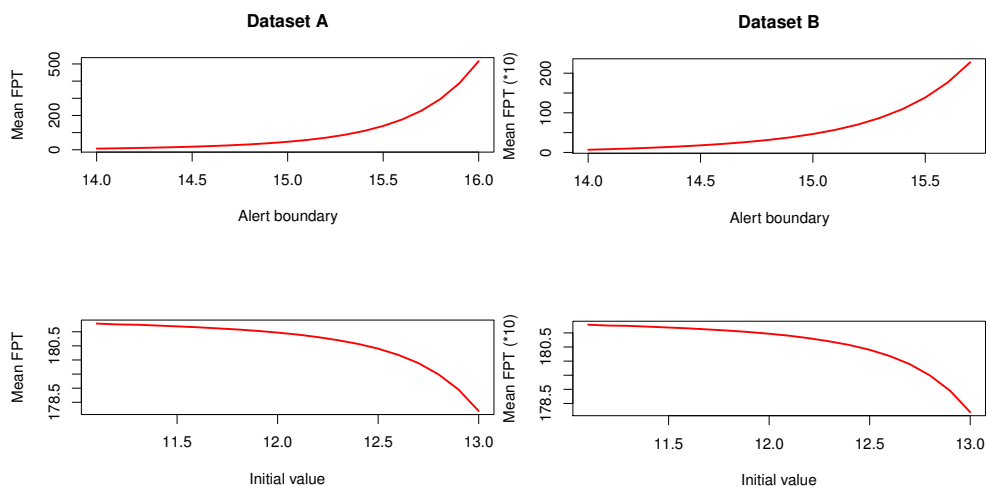 Dataset A
Mean FPT
0
200
500
14.0
14.5
15.0
15.5
16.0
Alert boundary
Dataset B
Mean FPT (*10)
0
100
200
14.0
14.5
15.0
15.5
Alert boundary
Mean FPT
178.5
180.5
11.5
12.0
12.5
13.0
Initial value
Mean FPT (*10)
178.5
180.5
11.5
12.0
12.5
13.0
Initial value